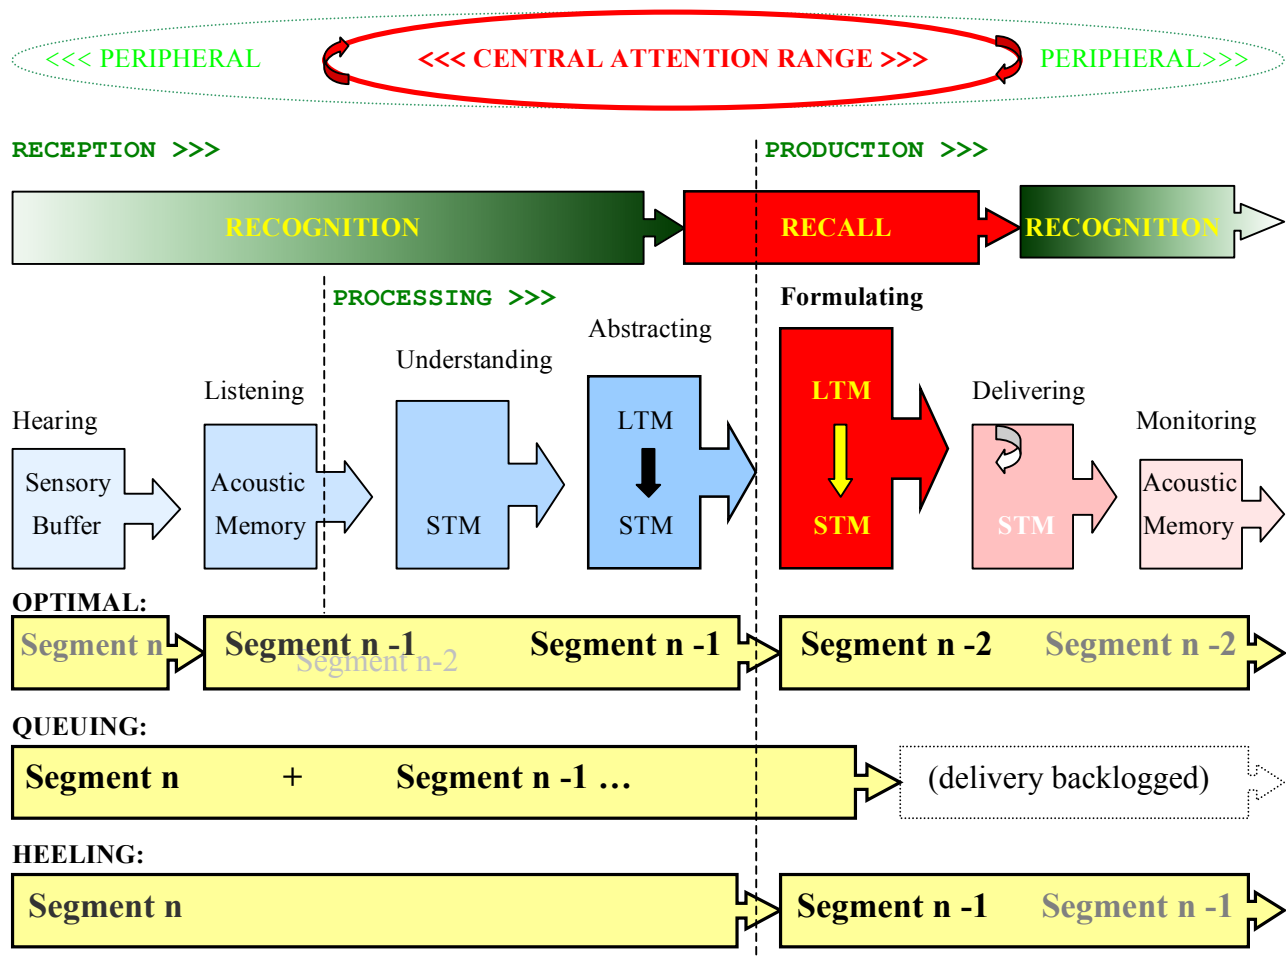 <<< PERIPHERAL
<<< CENTRAL ATTENTION RANGE >>>
PERIPHERAL>>>
RECEPTION >>>
PRODUCTION >>>
RECOGNITION
RECALL
RECOGNITION
PROCESSING >>>
Formulating
Abstracting
Understanding
Listening
Delivering
Hearing
Monitoring
Sensory
Buffer
Acoustic
Memory
STM
LTM
STM
LTM
STM
STM
Acoustic
Memory
OPTIMAL:
Segment n
Segment n -1
Segment n-2
Segment n -1
Segment n -2
Segment n -2
QUEUING:
Segment n + Segment n -1 …
(delivery backlogged)
HEELING:
Segment n
Segment n -1
Segment n -1